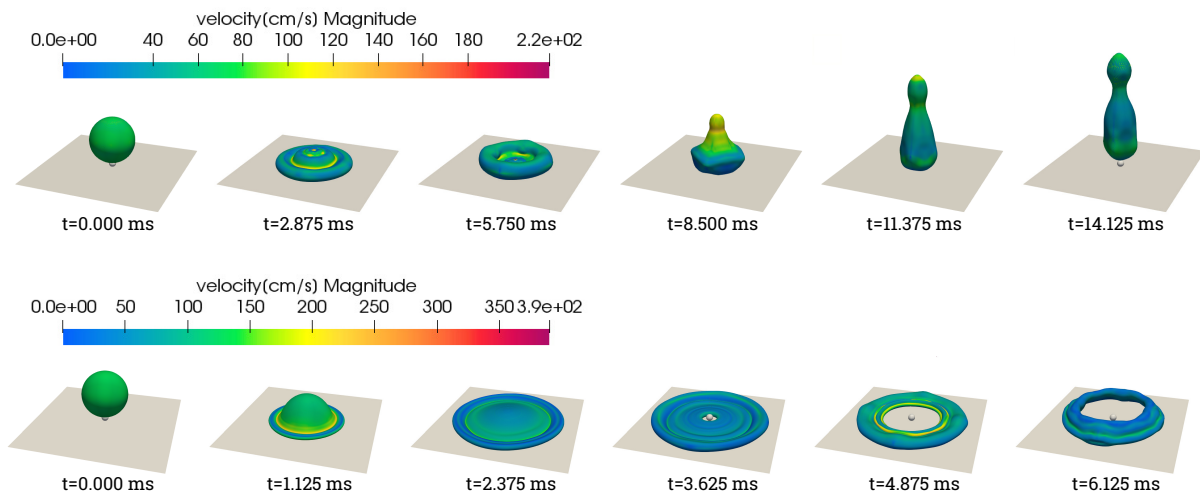 velocity[cm/s] Magnitude
0.0e+00 40 60 80 100 120 140 160 180 2.2e+02
t=0.000 ms t=2.875 ms t=5.750 ms t=8.500 ms t=11.375 ms t=14.125 ms
velocity[cm/s] Magnitude
0.0e+00 50 100 150 200 250 300 350 3.9e+02
t=0.000 ms t=1.125 ms t=2.375 ms t=3.625 ms t=4.875 ms t=6.125 ms